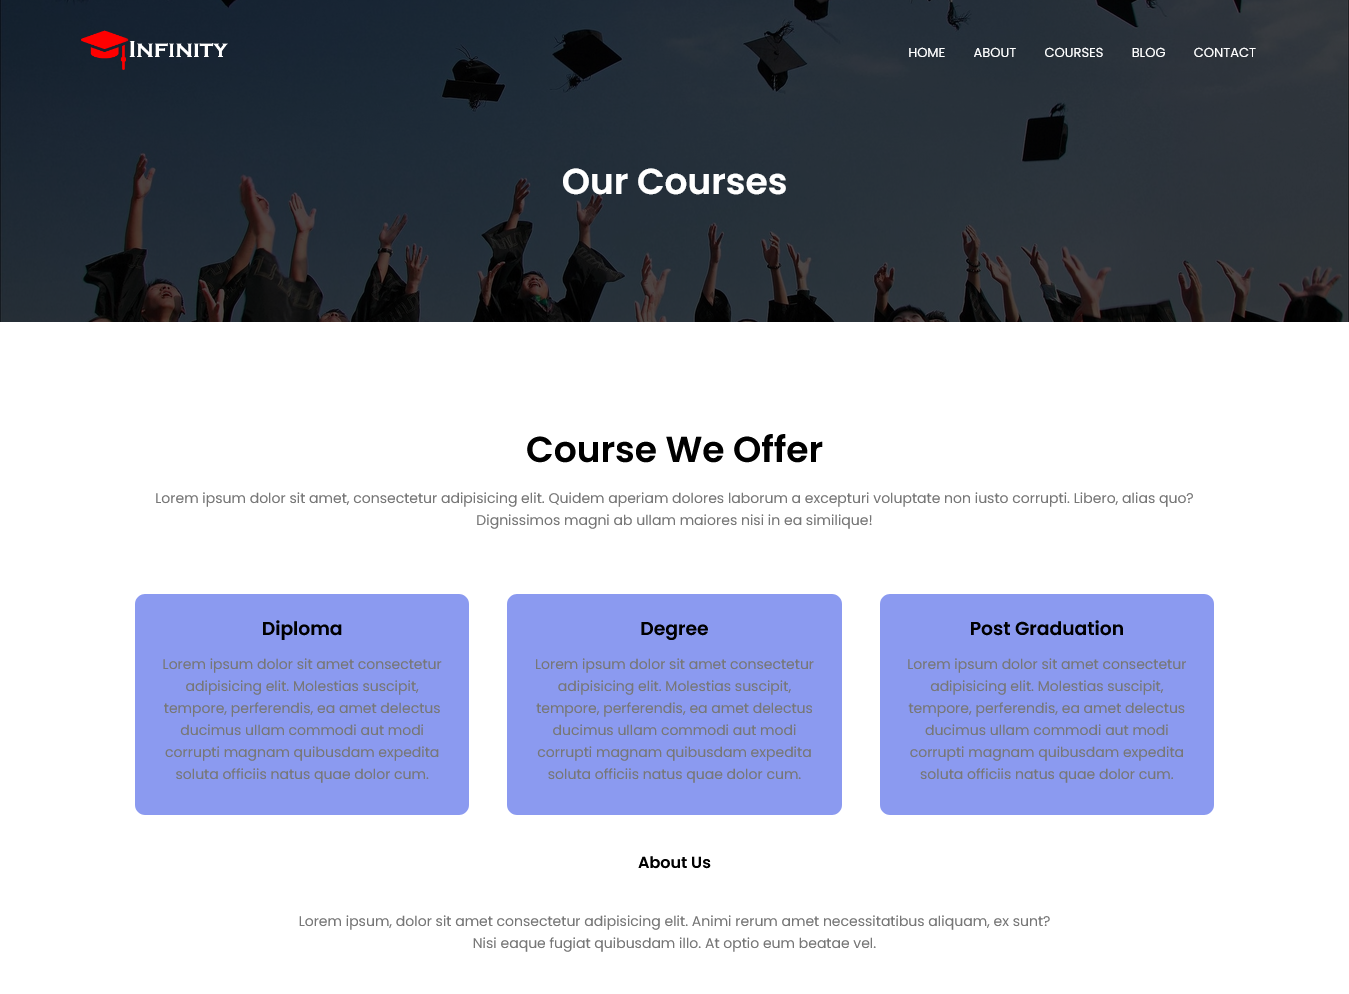 INFINITY
HOME ABOUT COURSES BLOG CONTACT
Our Courses
Course We Offer
Lorem ipsum dolor sit amet, consectetur adipisicing elit. Quidem aperiam dolores laborum a excepturi voluptate non iusto corrupti. Libero, alias quo?
Dignissimos magni ab ullam maiores nisi in ea similique!
Diploma
Lorem ipsum dolor sit amet consectetur
adipisicing elit. Molestias suscipit,
tempore, perferendis, ea amet delectus
ducimus ullam commodi aut modi
corrupti magnam quibusdam expedita
soluta officiis natus quae dolor cum.
Degree
Lorem ipsum dolor sit amet consectetur
adipisicing elit. Molestias suscipit,
tempore, perferendis, ea amet delectus
ducimus ullam commodi aut modi
corrupti magnam quibusdam expedita
soluta officiis natus quae dolor cum.
Post Graduation
Lorem ipsum dolor sit amet consectetur
adipisicing elit. Molestias suscipit,
tempore, perferendis, ea amet delectus
ducimus ullam commodi aut modi
corrupti magnam quibusdam expedita
soluta officiis natus quae dolor cum.
About Us
Lorem ipsum, dolor sit amet consectetur adipisicing elit. Animi rerum amet necessitatibus aliquam, ex sunt?
Nisi eaque fugiat quibusdam illo. At optio eum beatae vel.